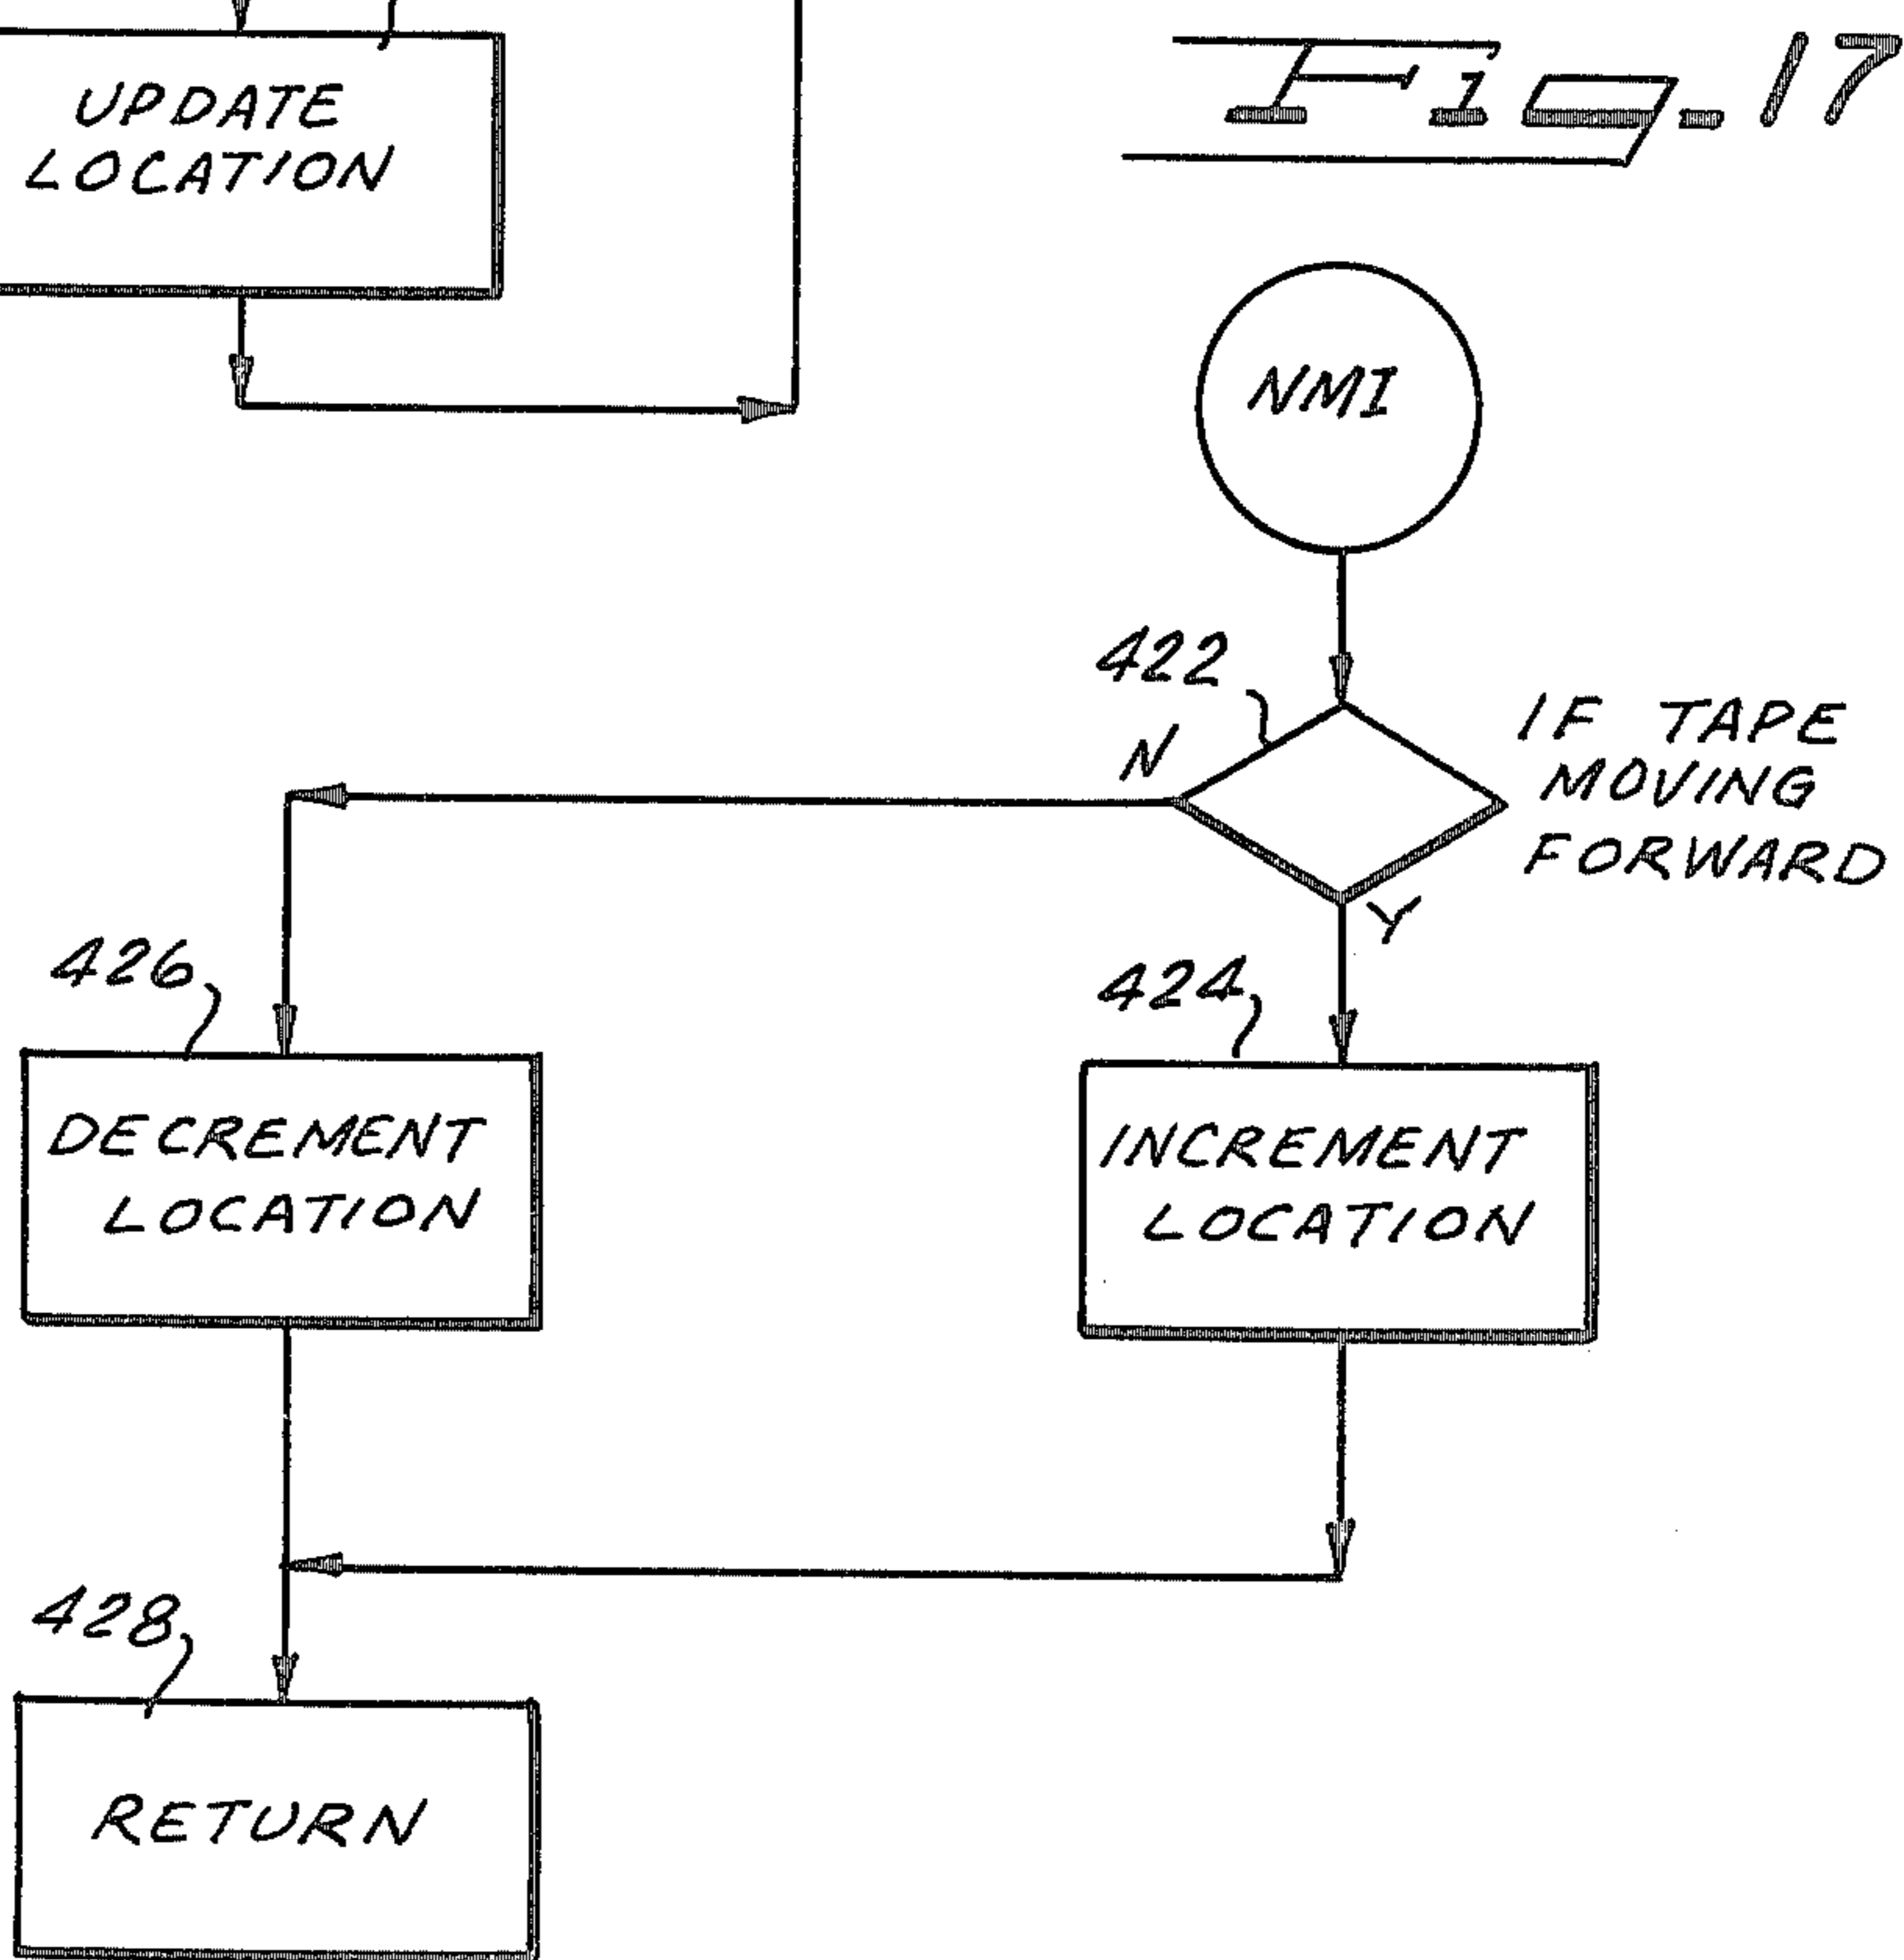 UPDATE
LOCATION
Fig. 17
NMI
422
N
IF TAPE
MOVING
FORWARD
Y
426
424
DECREMENT
LOCATION
INCREMENT
LOCATION
428
RETURN